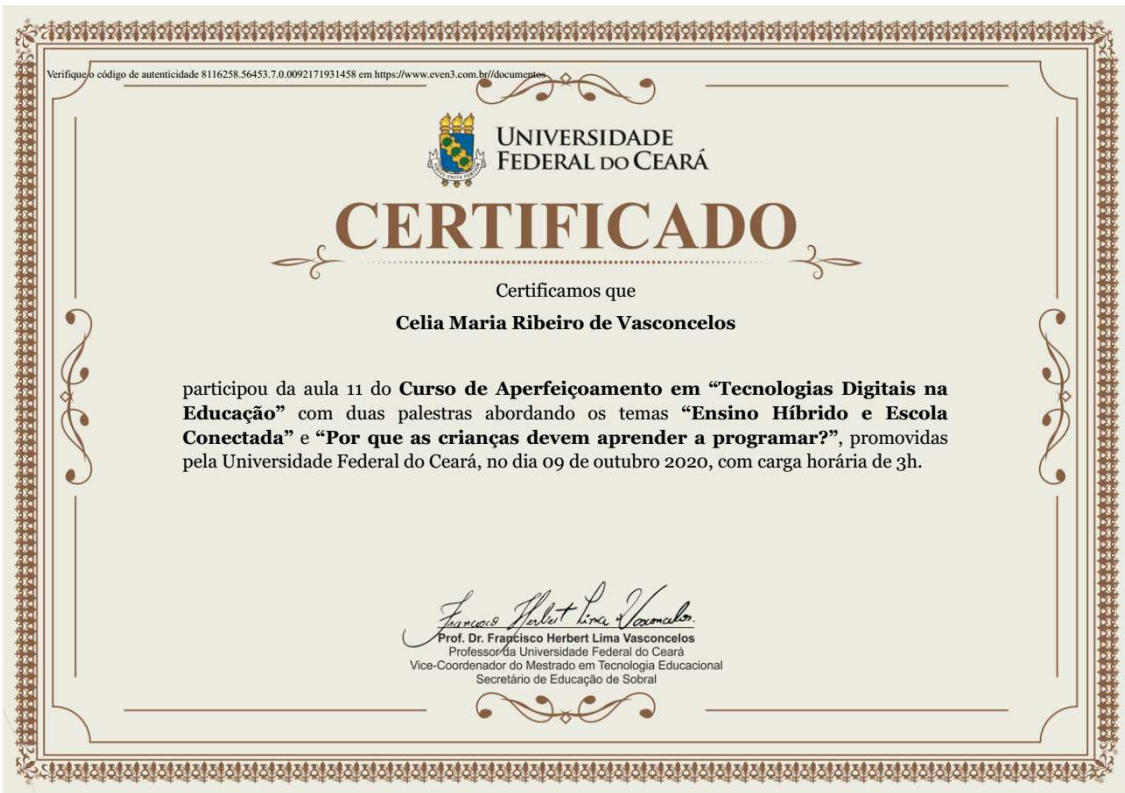 Verifique o código de autenticidade 8116258.56453.7.0.0092171931458 em https://www.even3.com.br//documentos
UNIVERSIDADE
FEDERAL DO CEARÁ
CERTIFICADO
Certificamos que
Celia Maria Ribeiro de Vasconcelos
participou da aula 11 do Curso de Aperfeiçoamento em “Tecnologias Digitais na
Educação” com duas palestras abordando os temas “Ensino Híbrido e Escola
Conectada” e “Por que as crianças devem aprender a programar?”, promovidas
pela Universidade Federal do Ceará, no dia 09 de outubro 2020, com carga horária de 3h.
Francisco Herbert Lima Vasconcelos.
Prof. Dr. Francisco Herbert Lima Vasconcelos
Professor da Universidade Federal do Ceará
Vice-Coordenador do Mestrado em Tecnologia Educacional
Secretário de Educação de Sobral